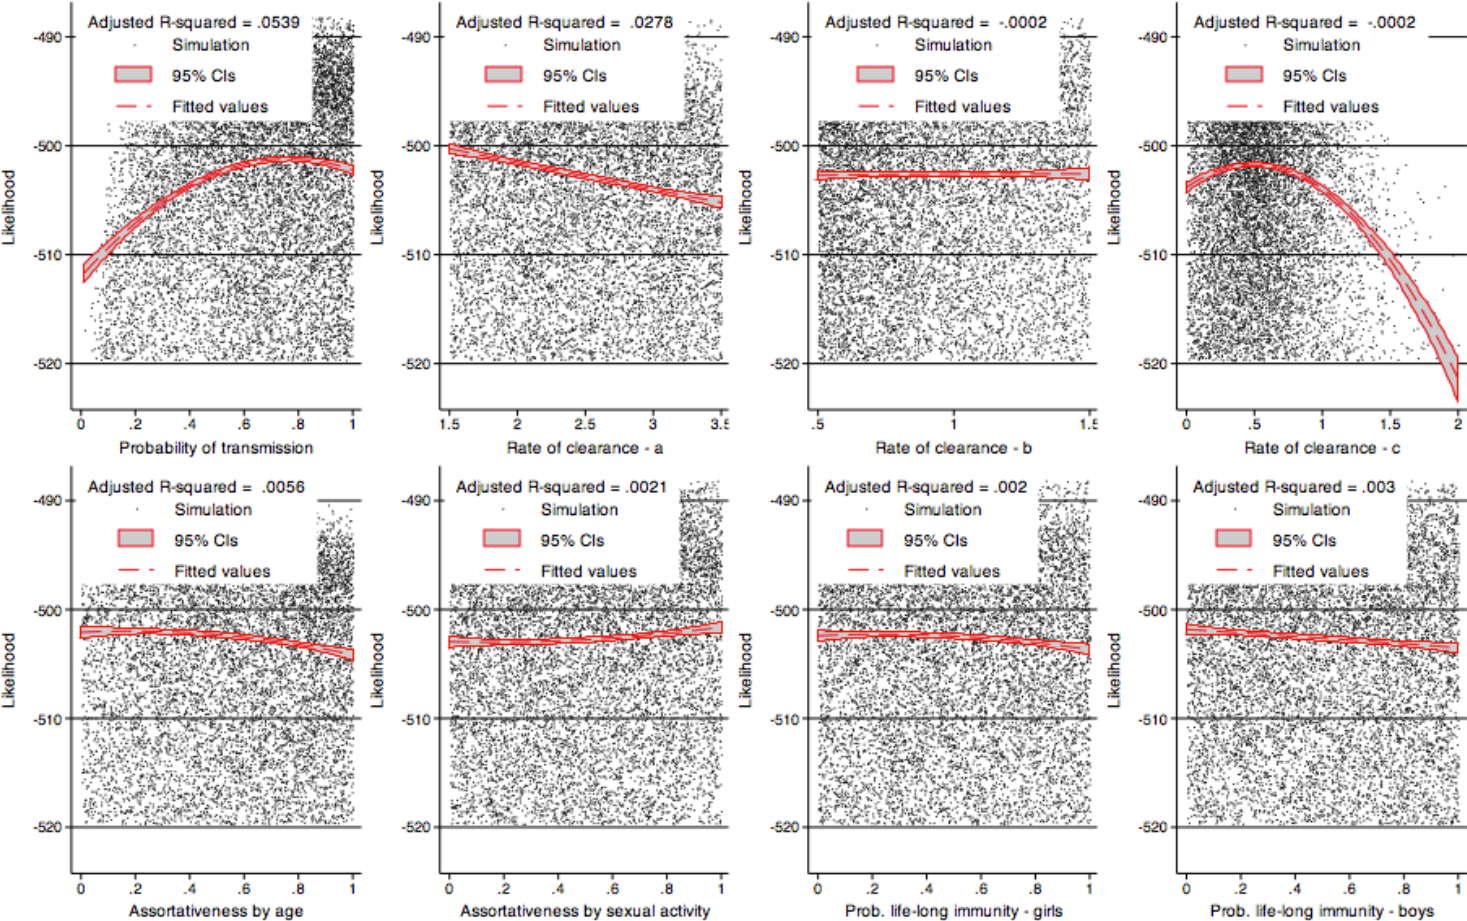 Adjusted R-squared = .0539
Simulation
95% CIs
Fitted values
-490
-500
-510
-520
Likelihood
0 .2 .4 .6 .8 1
Probability of transmission
Adjusted R-squared = .0278
Simulation
95% CIs
Fitted values
-490
-500
-510
-520
Likelihood
1.5 2 2.5 3 3.5
Rate of clearance - a
Adjusted R-squared = -.0002
Simulation
95% CIs
Fitted values
-490
-500
-510
-520
Likelihood
.5 1 1.5
Rate of clearance - b
Adjusted R-squared = -.0002
Simulation
95% CIs
Fitted values
-490
-500
-510
-520
Likelihood
0 .5 1 1.5 2
Rate of clearance - c
Adjusted R-squared = .0056
Simulation
95% CIs
Fitted values
-490
-500
-510
-520
Likelihood
0 .2 .4 .6 .8 1
Assortativeness by age
Adjusted R-squared = .0021
Simulation
95% CIs
Fitted values
-490
-500
-510
-520
Likelihood
0 .2 .4 .6 .8 1
Assortativeness by sexual activity
Adjusted R-squared = .002
Simulation
95% CIs
Fitted values
-490
-500
-510
-520
Likelihood
0 .2 .4 .6 .8 1
Prob. life-long immunity - girls
Adjusted R-squared = .003
Simulation
95% CIs
Fitted values
-490
-500
-510
-520
Likelihood
0 .2 .4 .6 .8 1
Prob. life-long immunity - boys